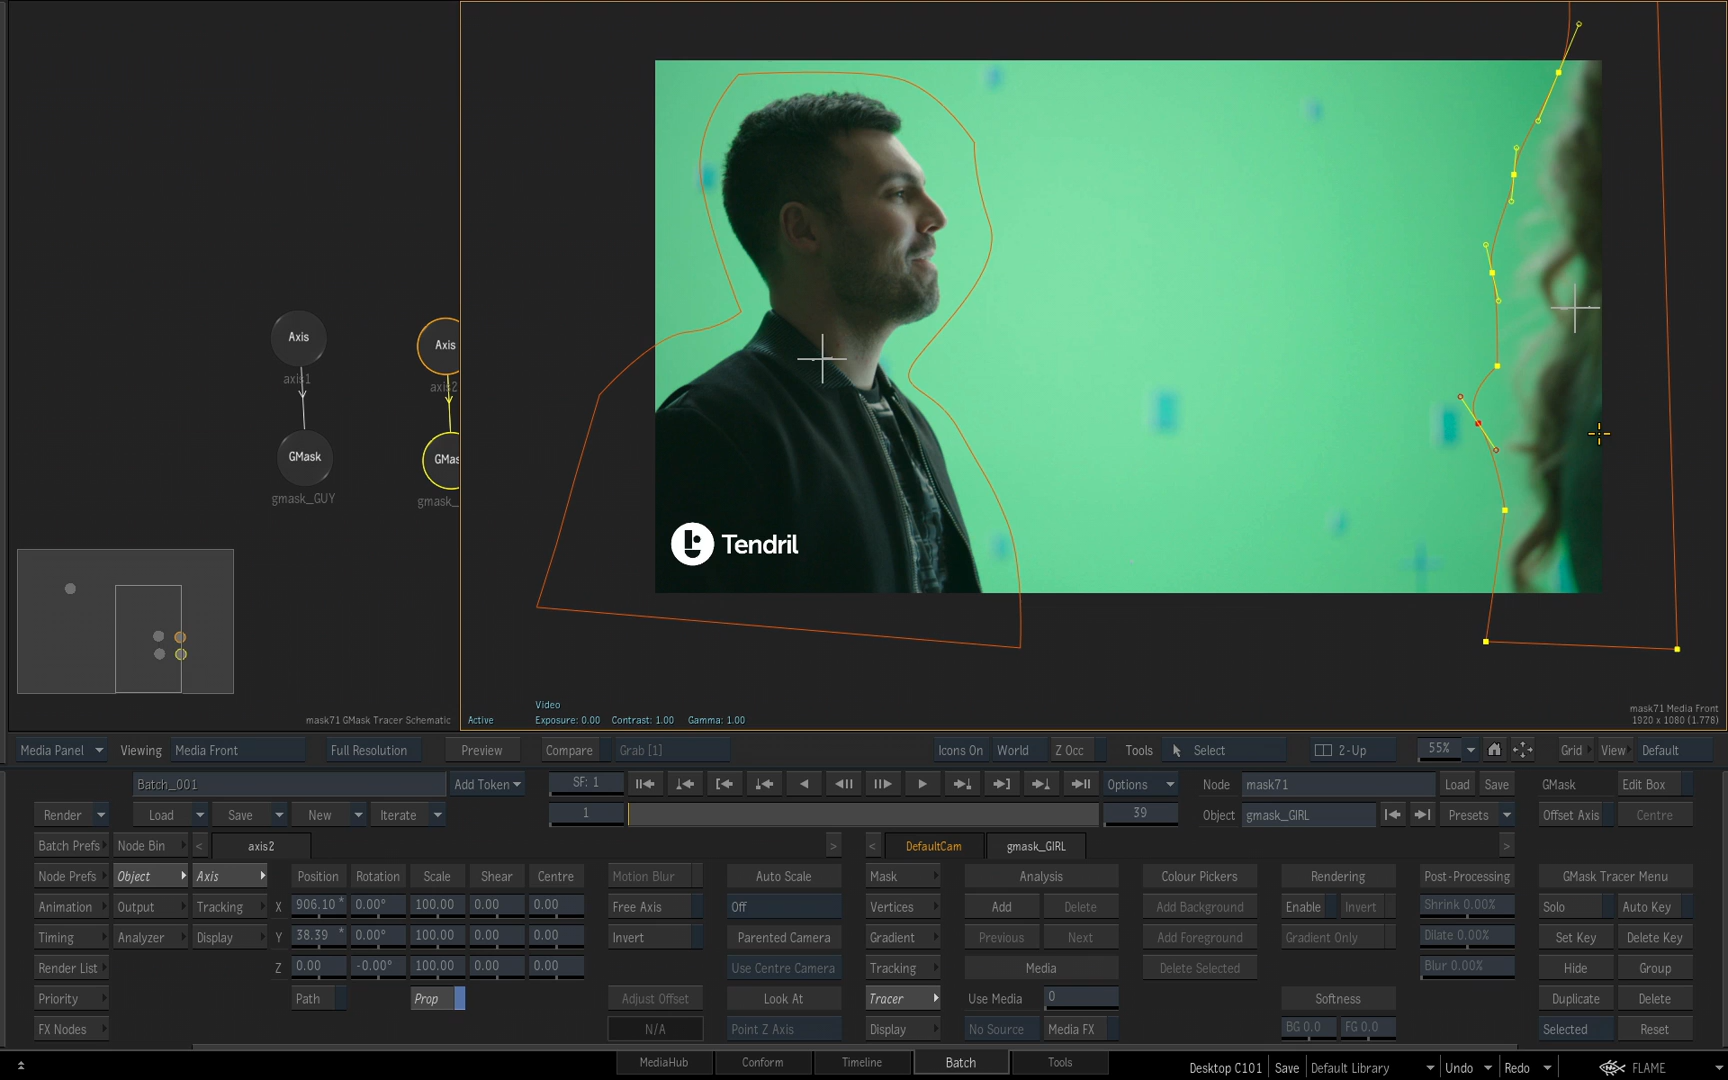 Axis
axis1
GMask
gmask_GUY
Axis
axis2
GMas
gmask_
Tendril
mask71 GMask Tracer Schematic
Active
Video
Exposure: 0.00 Contrast: 1.00 Gamma: 1.00
mask71 Media Front
1920 x 1080 (1.778)
Media Panel Viewing Media Front Full Resolution Preview Compare Grab [1] Icons On World Z Occ Tools Select 2-Up 55% Grid View Default
Batch_001 Add Token SF: 1 Options Node mask71 Load Save GMask Edit Box
Render Load Save New Iterate 1 39 Object gmask_GIRL Presets Offset Axis Centre
Batch Prefs Node Bin < axis2 > < DefaultCam gmask_GIRL >
Node Prefs Object Axis Position Rotation Scale Shear Centre Motion Blur Auto Scale Mask Analysis Colour Pickers Rendering Post-Processing GMask Tracer Menu
Animation Output Tracking X 906.10 * 0.00° 100.00 0.00 0.00 Free Axis Off Vertices Add Delete Add Background Enable Invert Shrink 0.00% Solo Auto Key
Timing Analyzer Display Y 38.39 * 0.00° 100.00 0.00 0.00 Invert Parented Camera Gradient Previous Next Add Foreground Gradient Only Dilate 0.00% Set Key Delete Key
Render List Z 0.00 -0.00° 100.00 0.00 0.00 Use Centre Camera Tracking Media Delete Selected Blur 0.00% Hide Group
Priority Path Prop Adjust Offset Look At Tracer Use Media 0 Softness Duplicate Delete
FX Nodes N/A Point Z Axis Display No Source Media FX BG 0.0 FG 0.0 Selected Reset
MediaHub Conform Timeline Batch Tools Desktop C101 Save Default Library Undo Redo FLAME